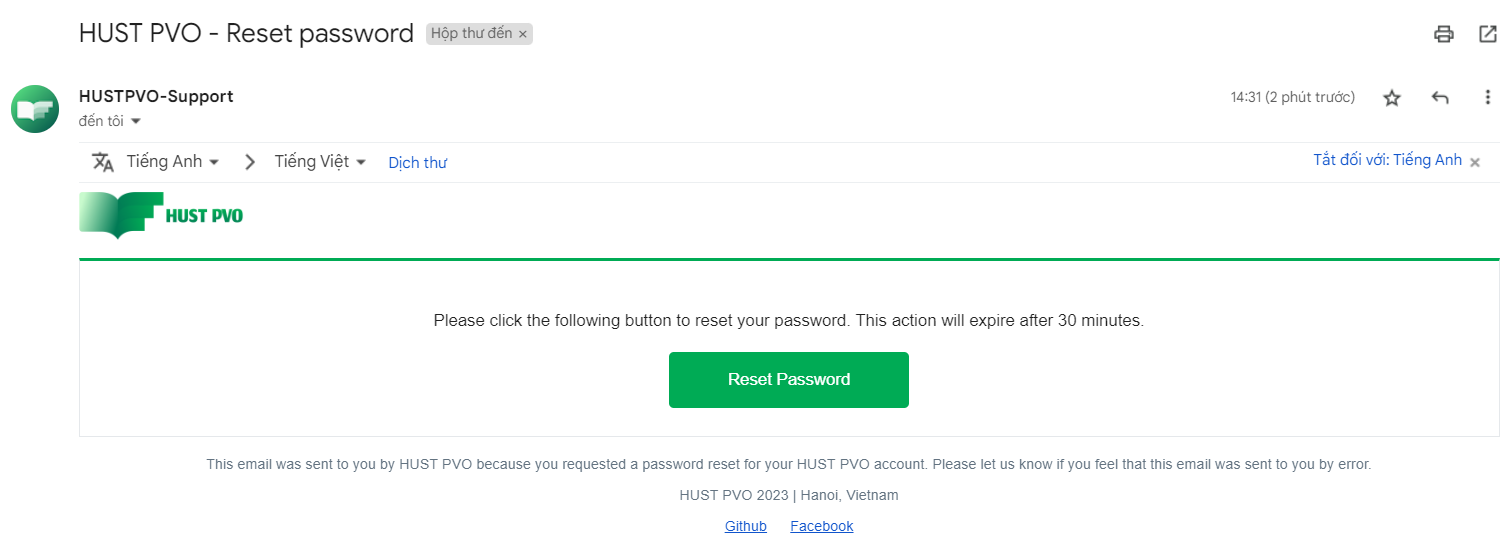 HUST PVO - Reset password Hộp thư đến ×
HUSTPVO-Support 14:31 (2 phút trước)
đến tôi
Tiếng Anh Tiếng Việt Dịch thư Tắt đối với: Tiếng Anh ×
HUST PVO
Please click the following button to reset your password. This action will expire after 30 minutes.
Reset Password
This email was sent to you by HUST PVO because you requested a password reset for your HUST PVO account. Please let us know if you feel that this email was sent to you by error.
HUST PVO 2023 | Hanoi, Vietnam
Github Facebook